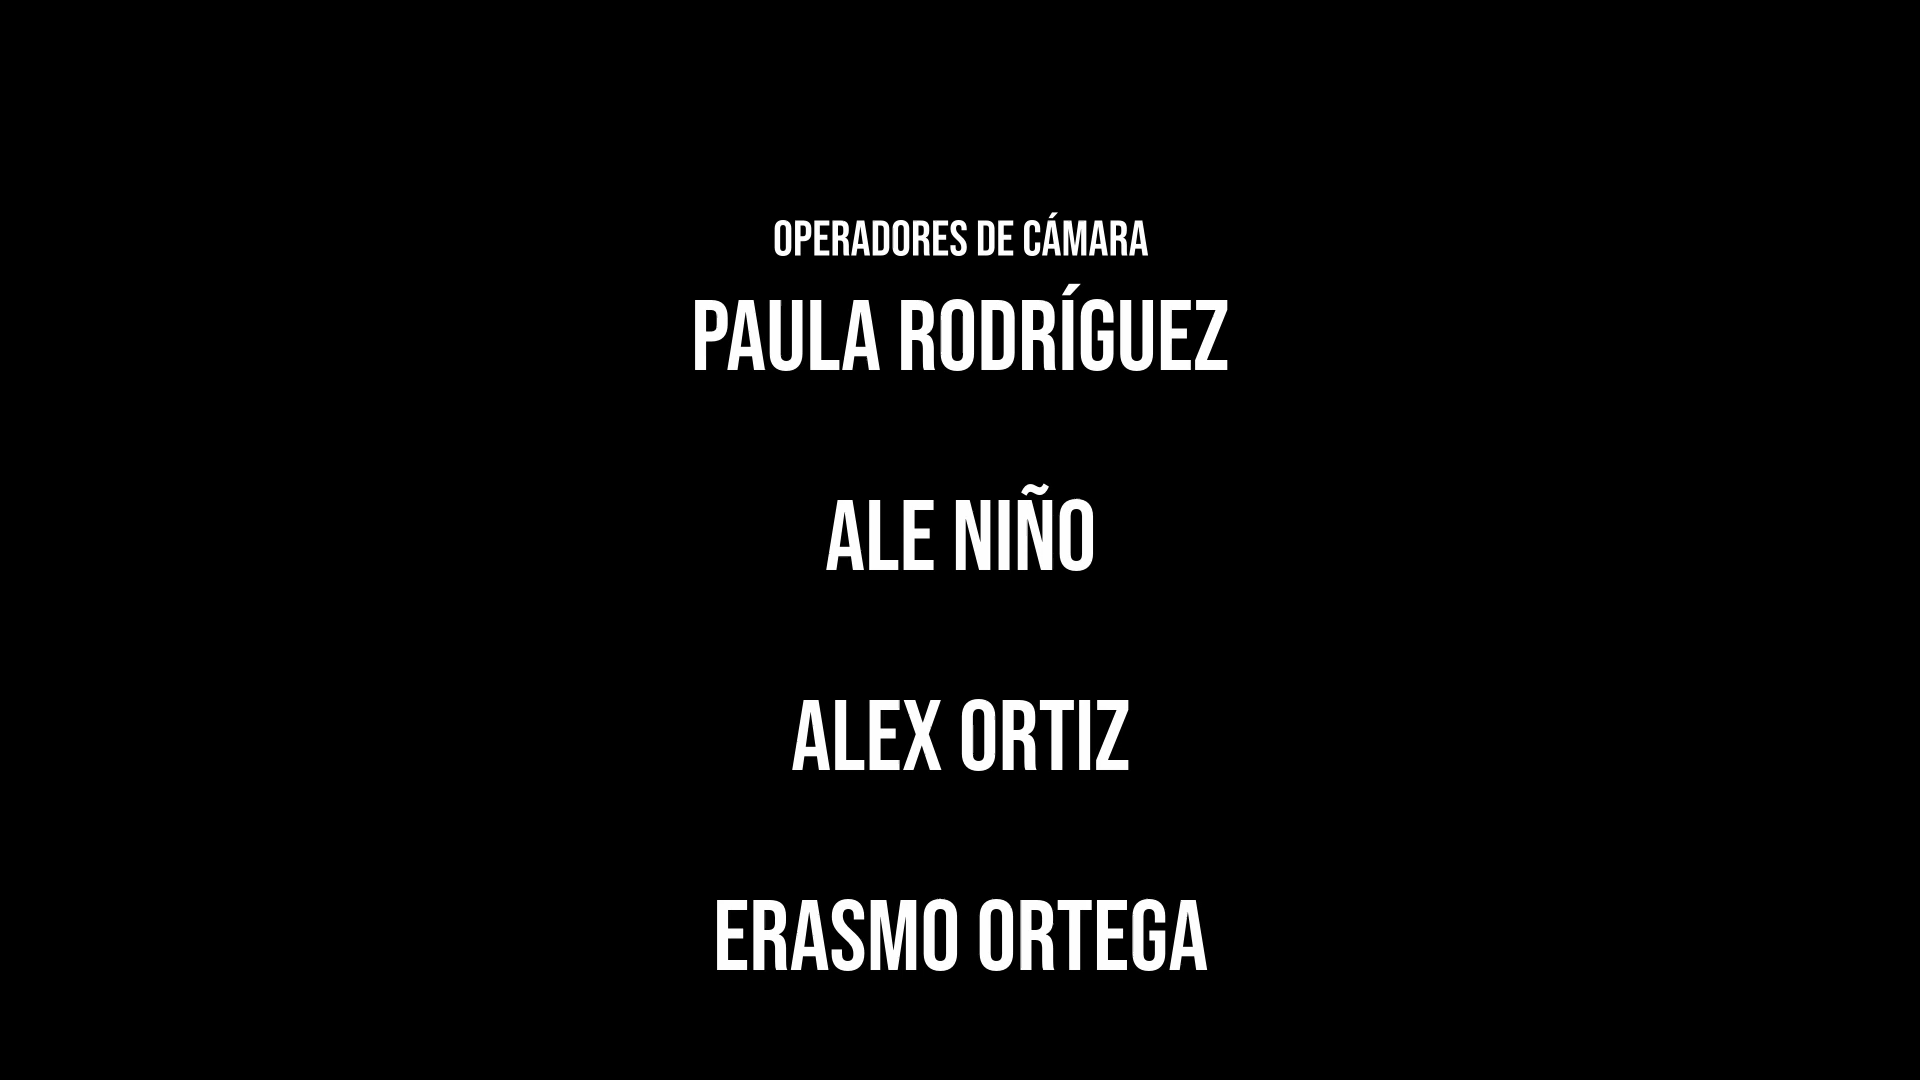 OPERADORES DE CÁMARA
PAULA RODRÍGUEZ
ALE NIÑO
ALEX ORTIZ
ERASMO ORTEGA